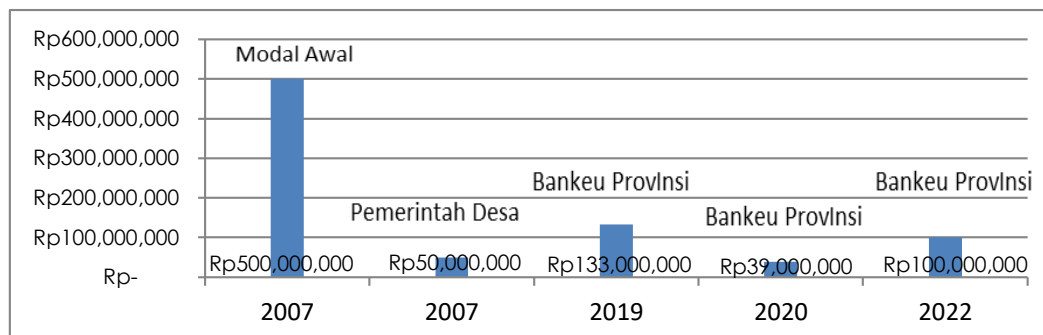 Rp600,000,000
Rp500,000,000
Rp400,000,000
Rp300,000,000
Rp200,000,000
Rp100,000,000
Rp-
Modal Awal
Pemerintah Desa
Bankeu ProvInsi
Bankeu ProvInsi
Bankeu ProvInsi
Rp500,000,000 Rp50,000,000 Rp133,000,000 Rp39,000,000 Rp100,000,000
2007 2007 2019 2020 2022